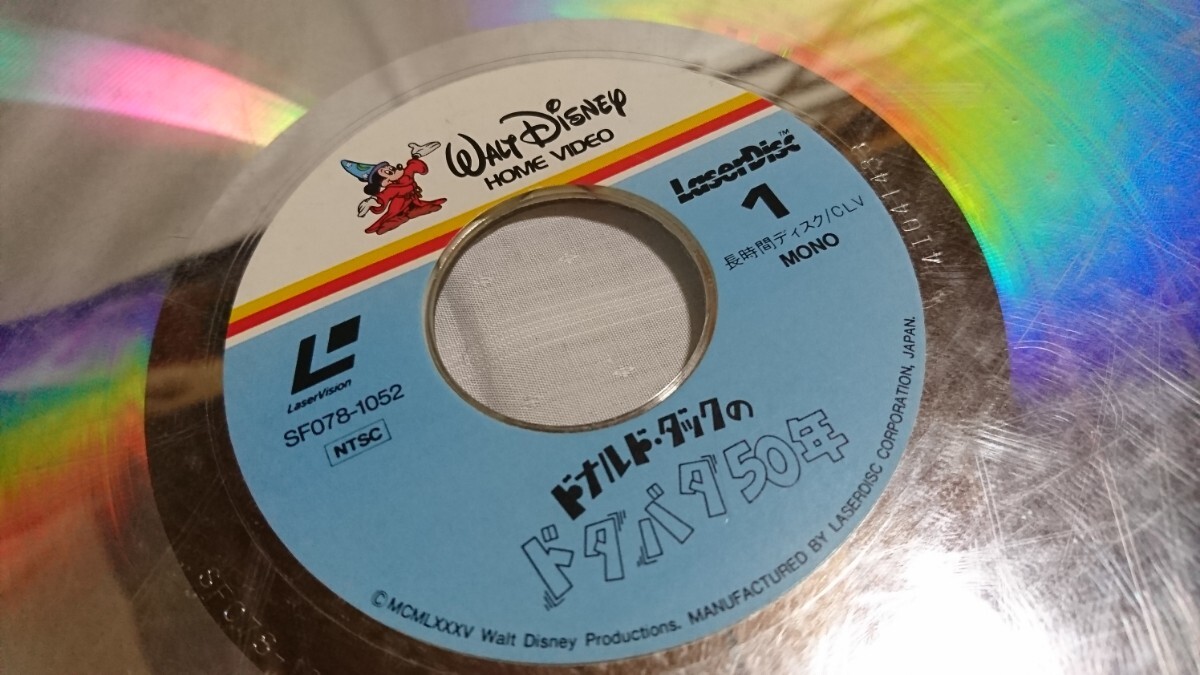 WALT DISNEY
HOME VIDEO
LaserDisc™
1
長時間ディスク/CLV
MONO
LaserVision
SF078-1052
NTSC
ドナルド・ダックの
ドタバタ50年
©MCMLXXXV Walt Disney Productions. MANUFACTURED BY LASERDISC CORPORATION, JAPAN.